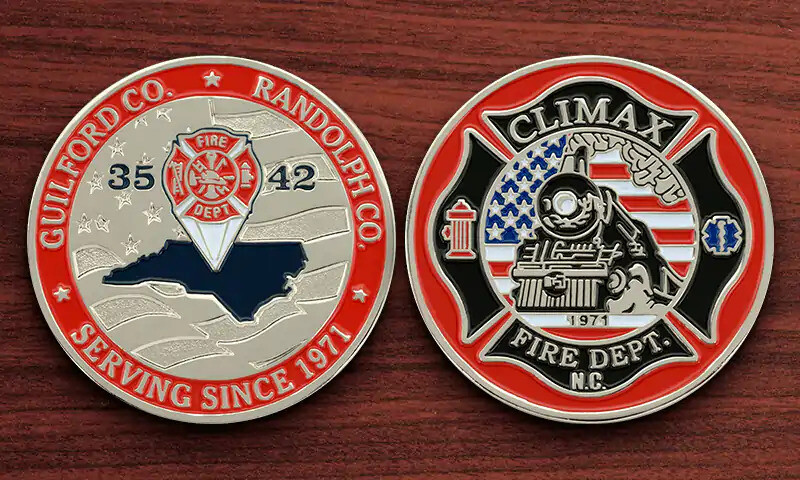 GUILFORD CO. ★ RANDOLPH CO.
35 42
FIRE
DEPT
SERVING SINCE 1971
CLIMAX
1971
FIRE DEPT.
N.C.